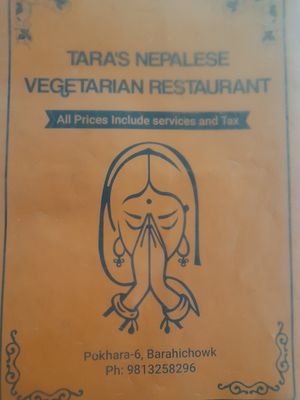 TARA'S NEPALESE
VEGETARIAN RESTAURANT
All Prices Include services and Tax
Pokhara-6, Barahichowk
Ph: 9813258296